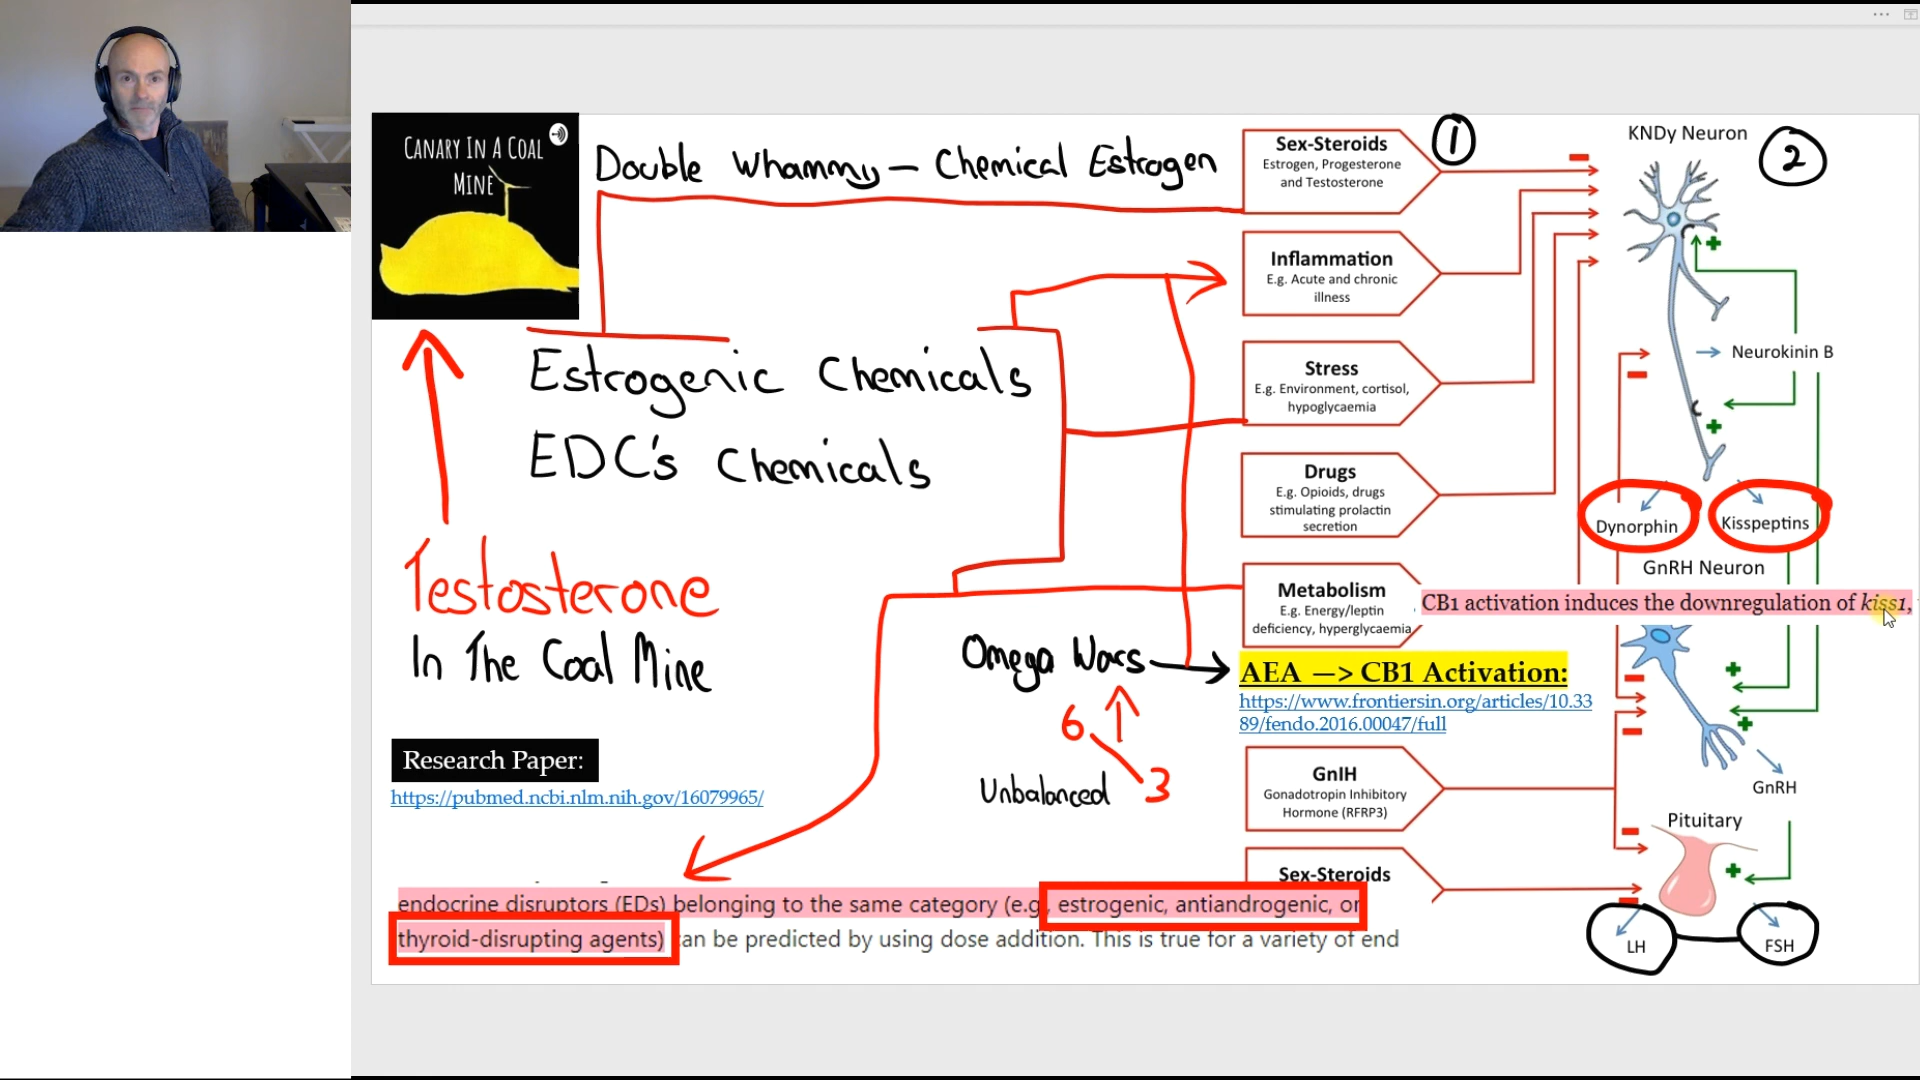 CANARY IN A COAL
MINE
Double Whammy – Chemical Estrogen
Estrogenic Chemicals
EDC's Chemicals
Testosterone
In The Coal Mine
Research Paper:
https://pubmed.ncbi.nlm.nih.gov/16079965/
Omega Wars
6
3
Unbalanced
Sex-Steroids
Estrogen, Progesterone
and Testosterone
Inflammation
E.g. Acute and chronic
illness
Stress
E.g. Environment, cortisol,
hypoglycaemia
Drugs
E.g. Opioids, drugs
stimulating prolactin
secretion
Metabolism
E.g. Energy/leptin
deficiency, hyperglycaemia
AEA —> CB1 Activation:
https://www.frontiersin.org/articles/10.33
89/fendo.2016.00047/full
GnIH
Gonadotropin Inhibitory
Hormone (RFRP3)
Sex-Steroids
1
KNDy Neuron
2
Neurokinin B
Dynorphin
Kisspeptins
GnRH Neuron
CB1 activation induces the downregulation of kiss1,
GnRH
Pituitary
LH
FSH
endocrine disruptors (EDs) belonging to the same category (e.g., estrogenic, antiandrogenic, or
thyroid-disrupting agents) can be predicted by using dose addition. This is true for a variety of end